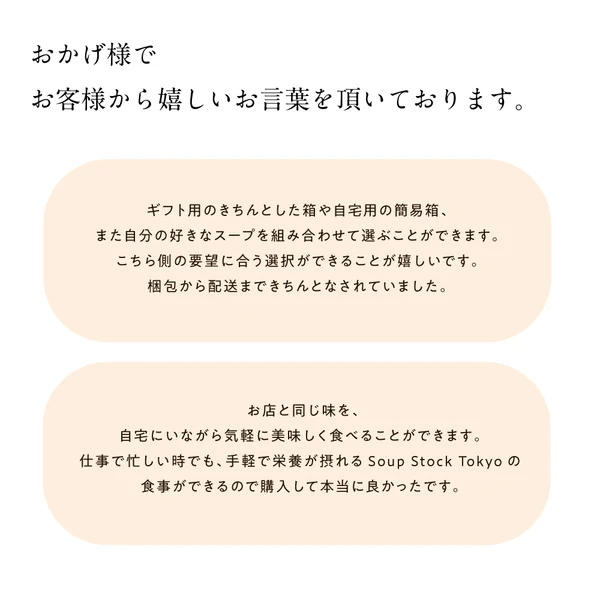 おかげ様で
お客様から嬉しいお言葉を頂いております。
ギフト用のきちんとした箱や自宅用の簡易箱、
また自分の好きなスープを組み合わせて選ぶことができます。
こちら側の要望に合う選択ができることが嬉しいです。
梱包から配送まできちんとなされていました。
お店と同じ味を、
自宅にいながら気軽に美味しく食べることができます。
仕事で忙しい時でも、手軽で栄養が摂れる Soup Stock Tokyo の
食事ができるので購入して本当に良かったです。